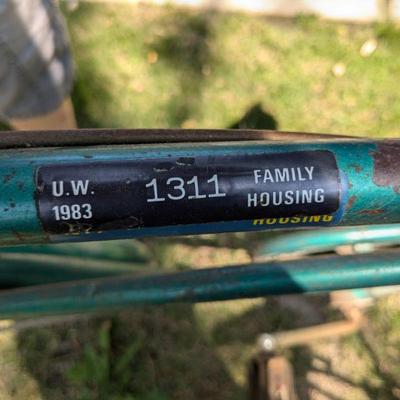 U.W.
1983
1311
FAMILY
HOUSING
HOUSING